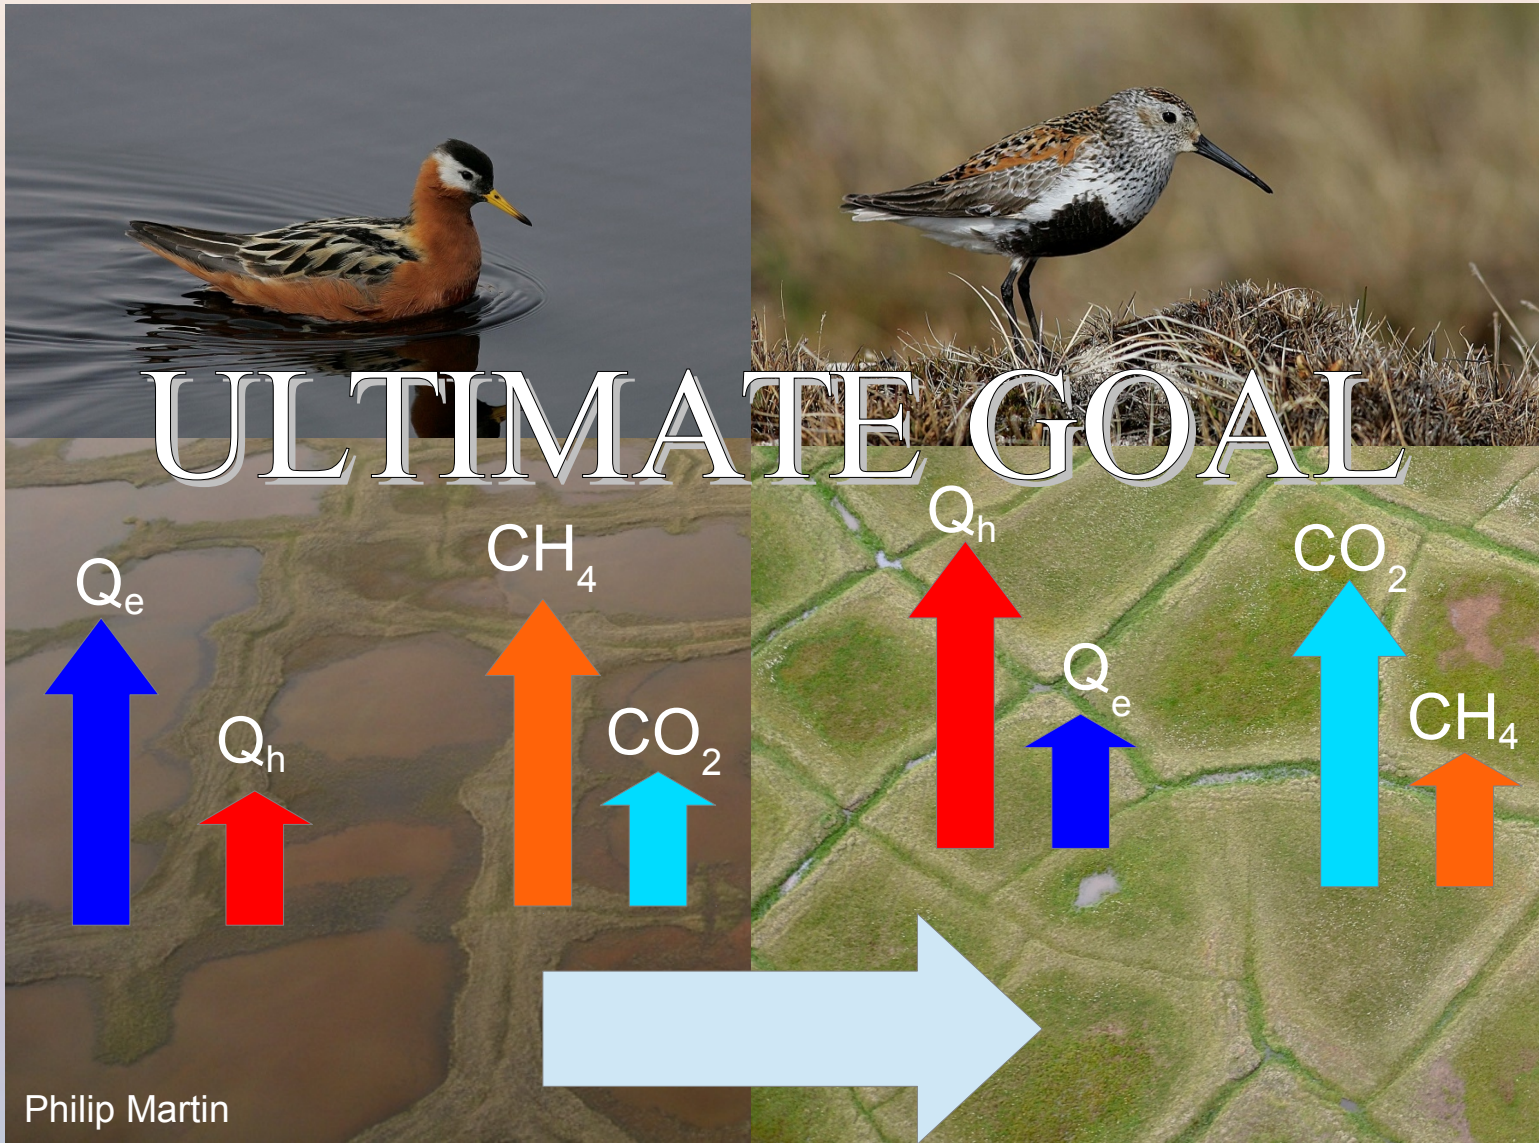 ULTIMATE GOAL
Qₑ
Qₕ
CH₄
CO₂
Qₕ
Qₑ
CO₂
CH₄
Philip Martin